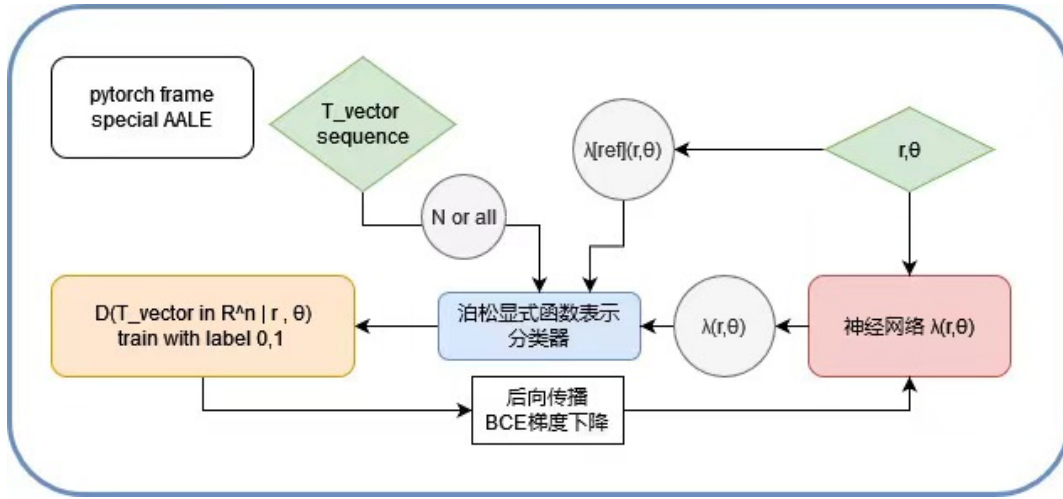 pytorch frame
special AALE
T_vector
sequence
λ[ref](r,θ)
r,θ
N or all
D(T_vector in R^n | r , θ)
train with label 0,1
泊松显式函数表示
分类器
λ(r,θ)
神经网络 λ(r,θ)
后向传播
BCE梯度下降